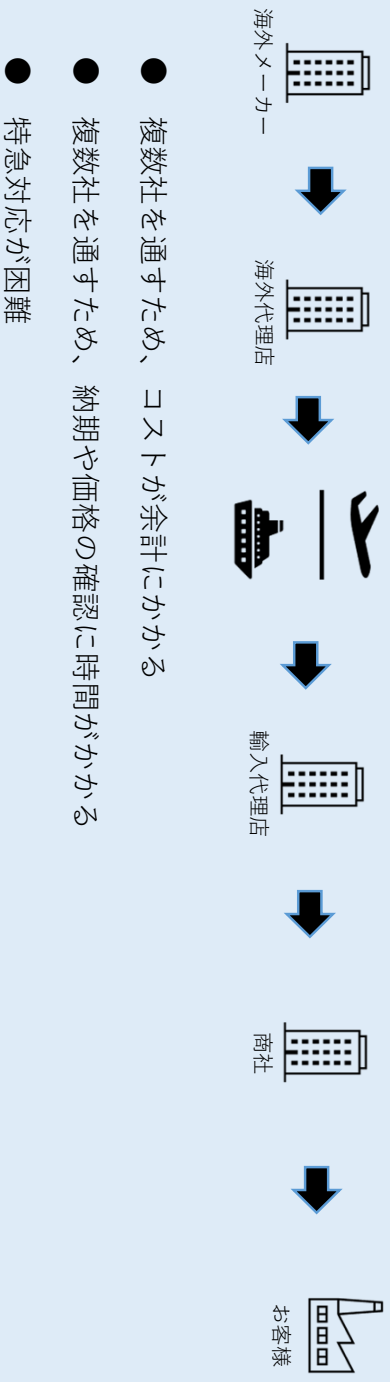 海外メーカー
海外代理店
輸入代理店
商社
お客様
● 複数社を通すため、コストが余計にかかる
● 複数社を通すため、納期や価格の確認に時間がかかる
● 特急対応が困難